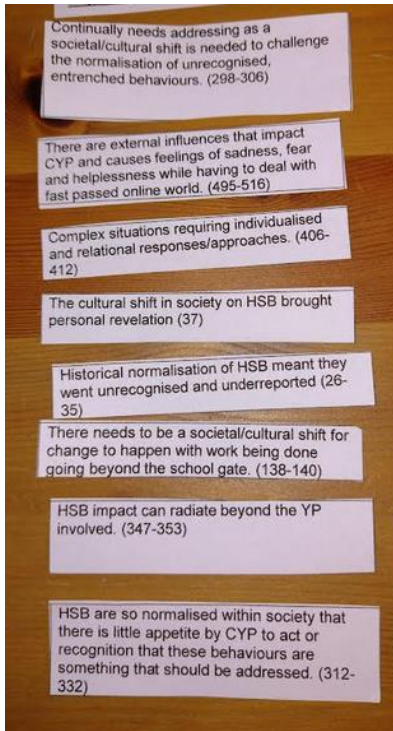 Continually needs addressing as a
societal/cultural shift is needed to challenge
the normalisation of unrecognised,
entrenched behaviours. (298-306)
There are external influences that impact
CYP and causes feelings of sadness, fear
and helplessness while having to deal with
fast passed online world. (495-516)
Complex situations requiring individualised
and relational responses/approaches. (406-
412)
The cultural shift in society on HSB brought
personal revelation (37)
Historical normalisation of HSB meant they
went unrecognised and underreported (26-
35)
There needs to be a societal/cultural shift for
change to happen with work being done
going beyond the school gate. (138-140)
HSB impact can radiate beyond the YP
involved. (347-353)
HSB are so normalised within society that
there is little appetite by CYP to act or
recognition that these behaviours are
something that should be addressed. (312-
332)